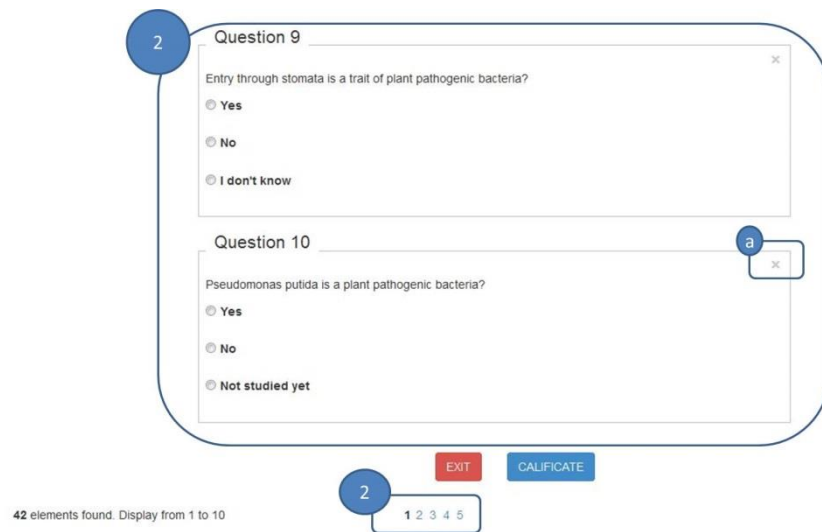 2
Question 9
×
Entry through stomata is a trait of plant pathogenic bacteria?
Yes
No
I don't know
Question 10
a
×
Pseudomonas putida is a plant pathogenic bacteria?
Yes
No
Not studied yet
EXIT CALIFICATE
2
42 elements found. Display from 1 to 10 1 2 3 4 5